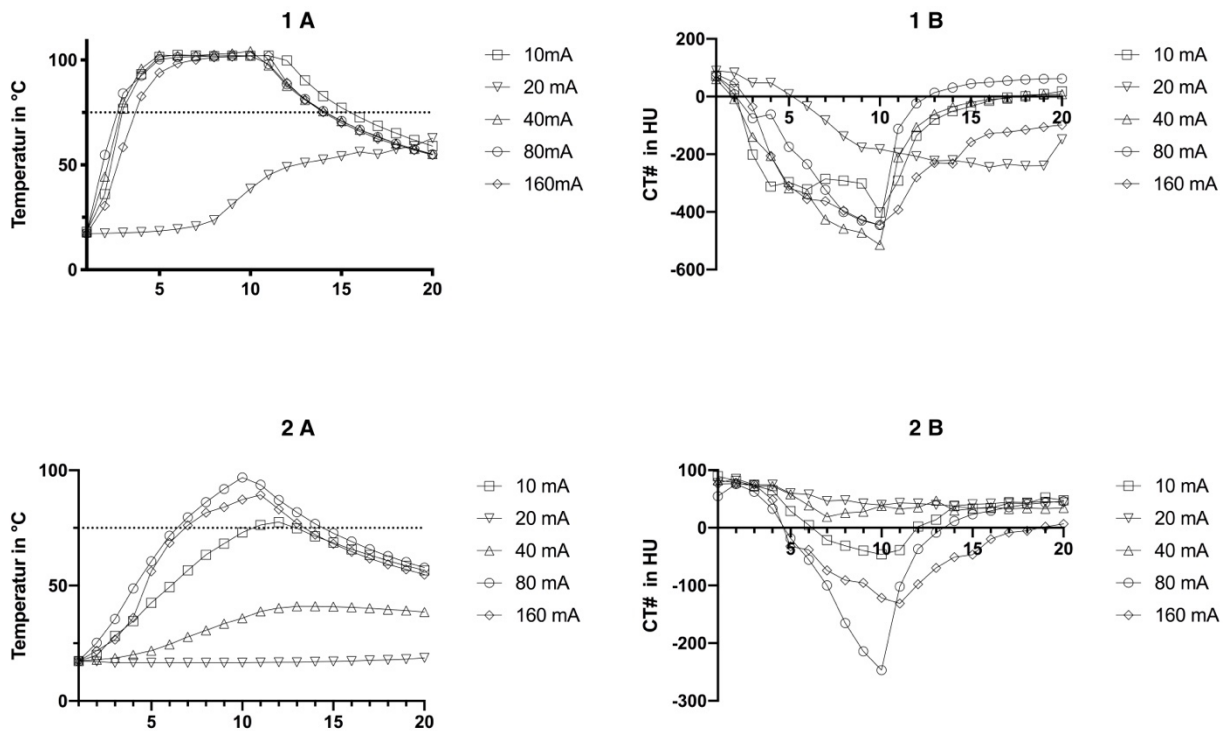 1 A
Temperatur in °C
100
50
0
5
10
15
20
10mA
20 mA
40mA
80mA
160mA
1 B
CT# in HU
200
0
-200
-400
-600
5
10
15
20
10 mA
20 mA
40 mA
80 mA
160 mA
2 A
Temperatur in °C
100
50
0
5
10
15
20
10 mA
20 mA
40 mA
80 mA
160 mA
2 B
CT# in HU
100
0
-100
-200
-300
5
10
15
20
10 mA
20 mA
40 mA
80 mA
160 mA